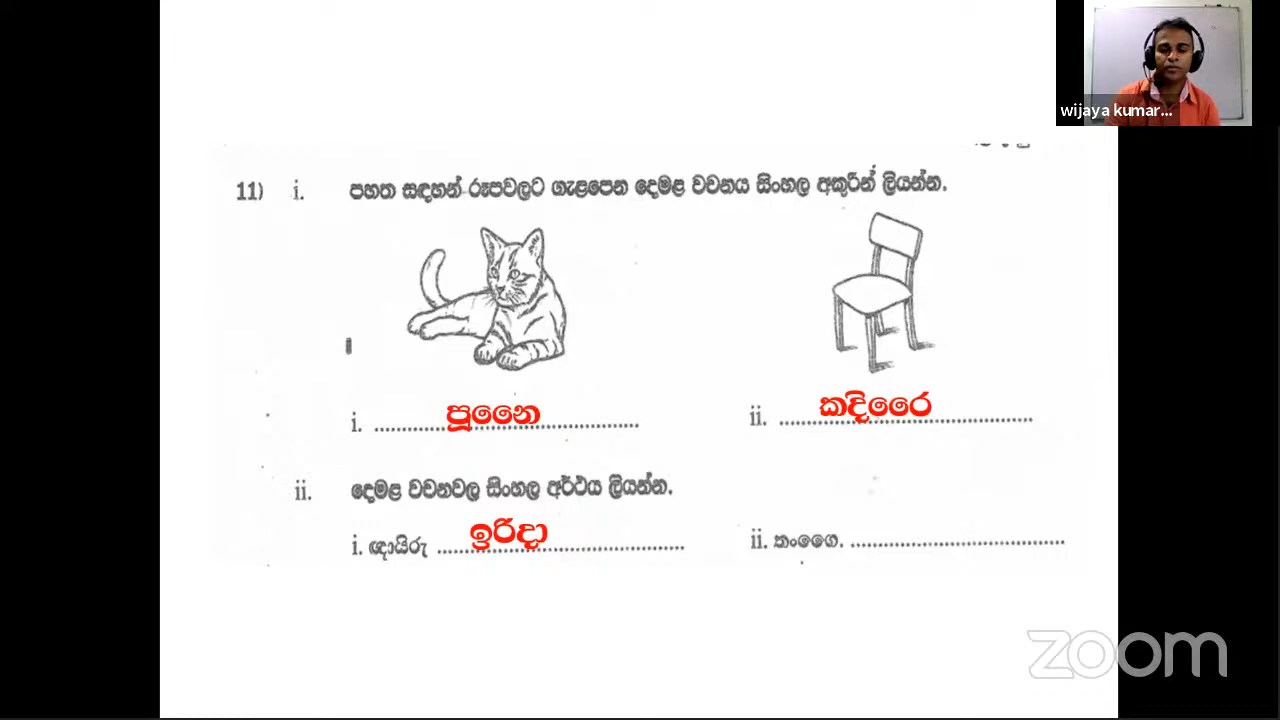 wijaya kumar...
11) i. පහත සඳහන් රූපවලට ගැළපෙන දෙමළ වචනය සිංහල අකුරින් ලියන්න.
i. පූනෛ ii. කදිරෛ
ii. දෙමළ වචනවල සිංහල අර්ථය ලියන්න.
i. ඥායිරු ඉරිදා ii. තංගෛ.
zoom